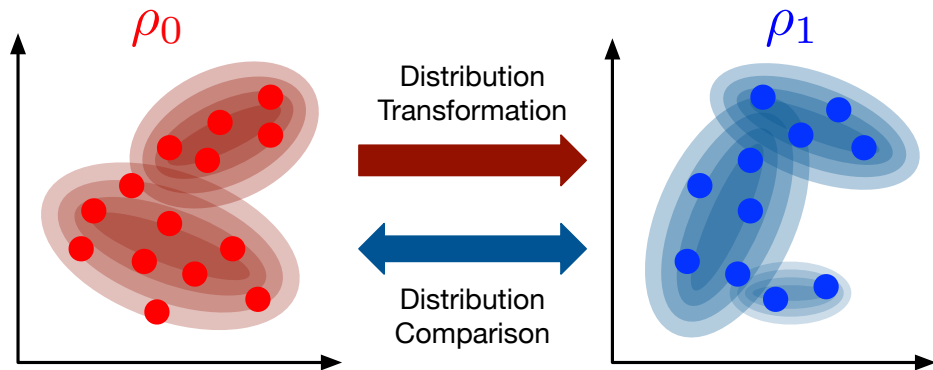 ρ₀
ρ₁
Distribution
Transformation
Distribution
Comparison